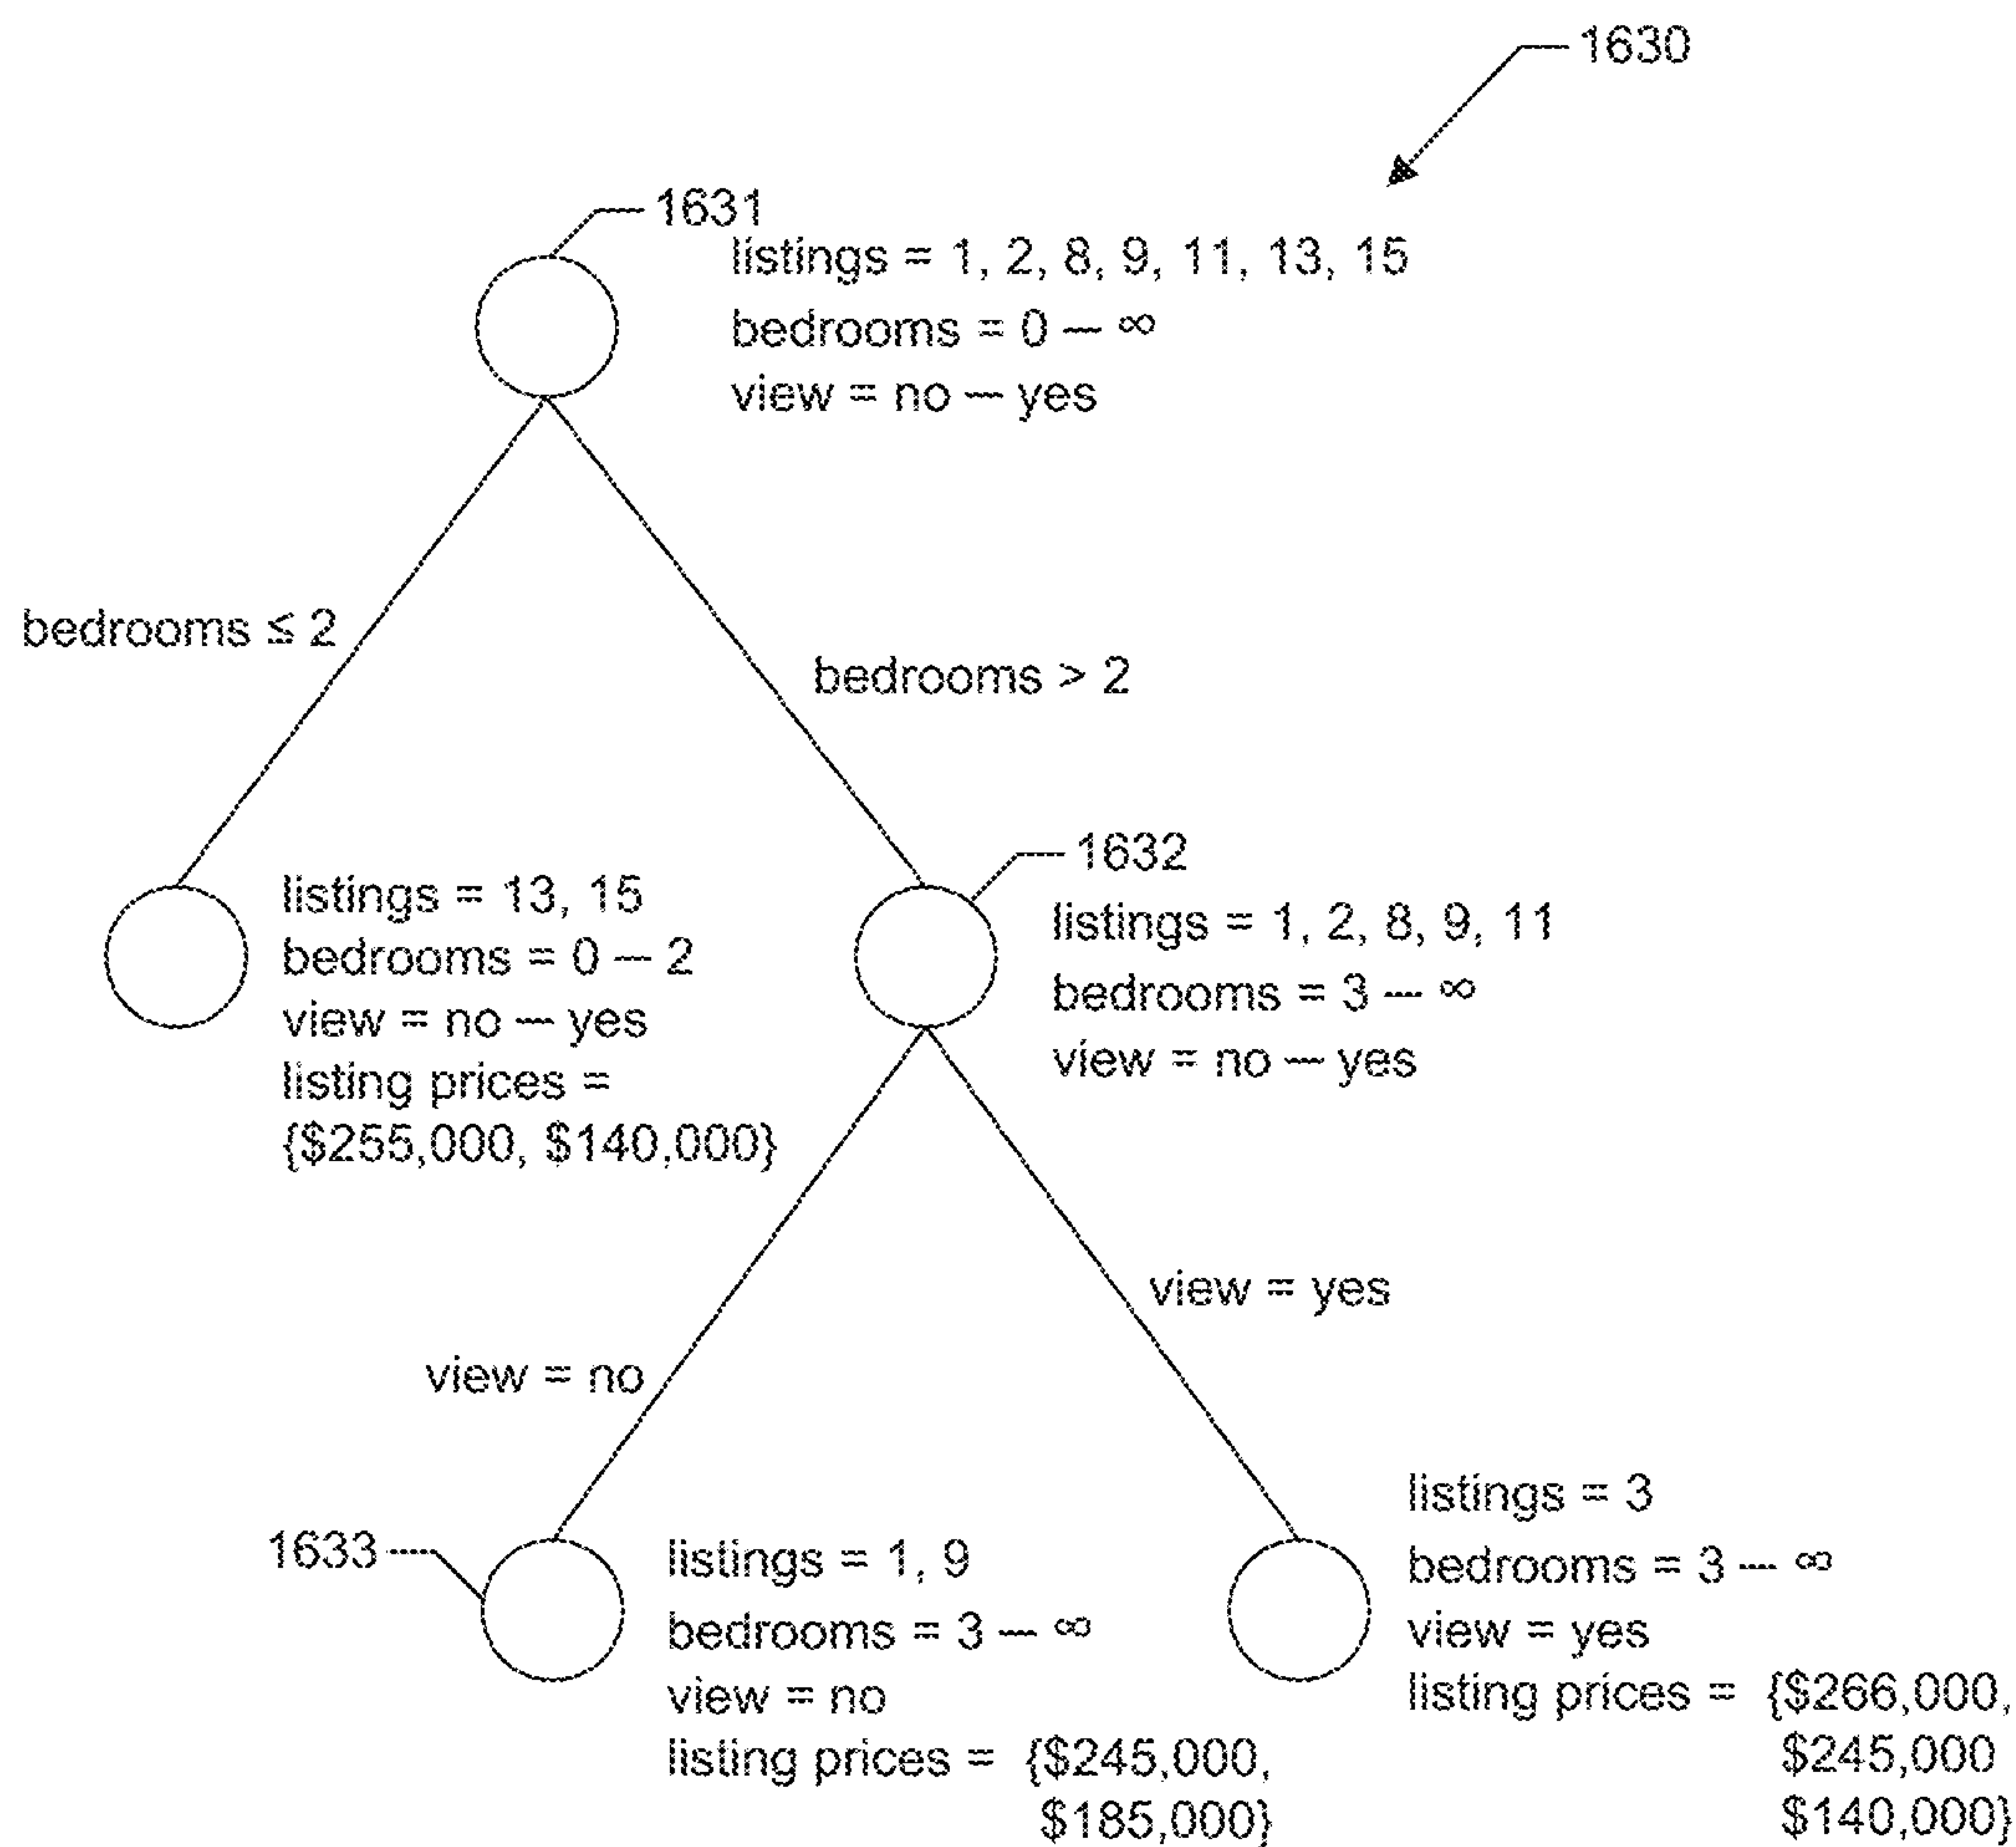 1630
1631
listings = 1, 2, 8, 9, 11, 13, 15
bedrooms = 0 — ∞
view = no — yes
bedrooms ≤ 2
bedrooms > 2
listings = 13, 15
bedrooms = 0 — 2
view = no — yes
listing prices =
{$255,000, $140,000}
1632
listings = 1, 2, 8, 9, 11
bedrooms = 3 — ∞
view = no — yes
view = no
view = yes
1633
listings = 1, 9
bedrooms = 3 — ∞
view = no
listing prices = {$245,000,
$185,000}
listings = 3
bedrooms = 3 — ∞
view = yes
listing prices = {$266,000,
$245,000
$140,000}